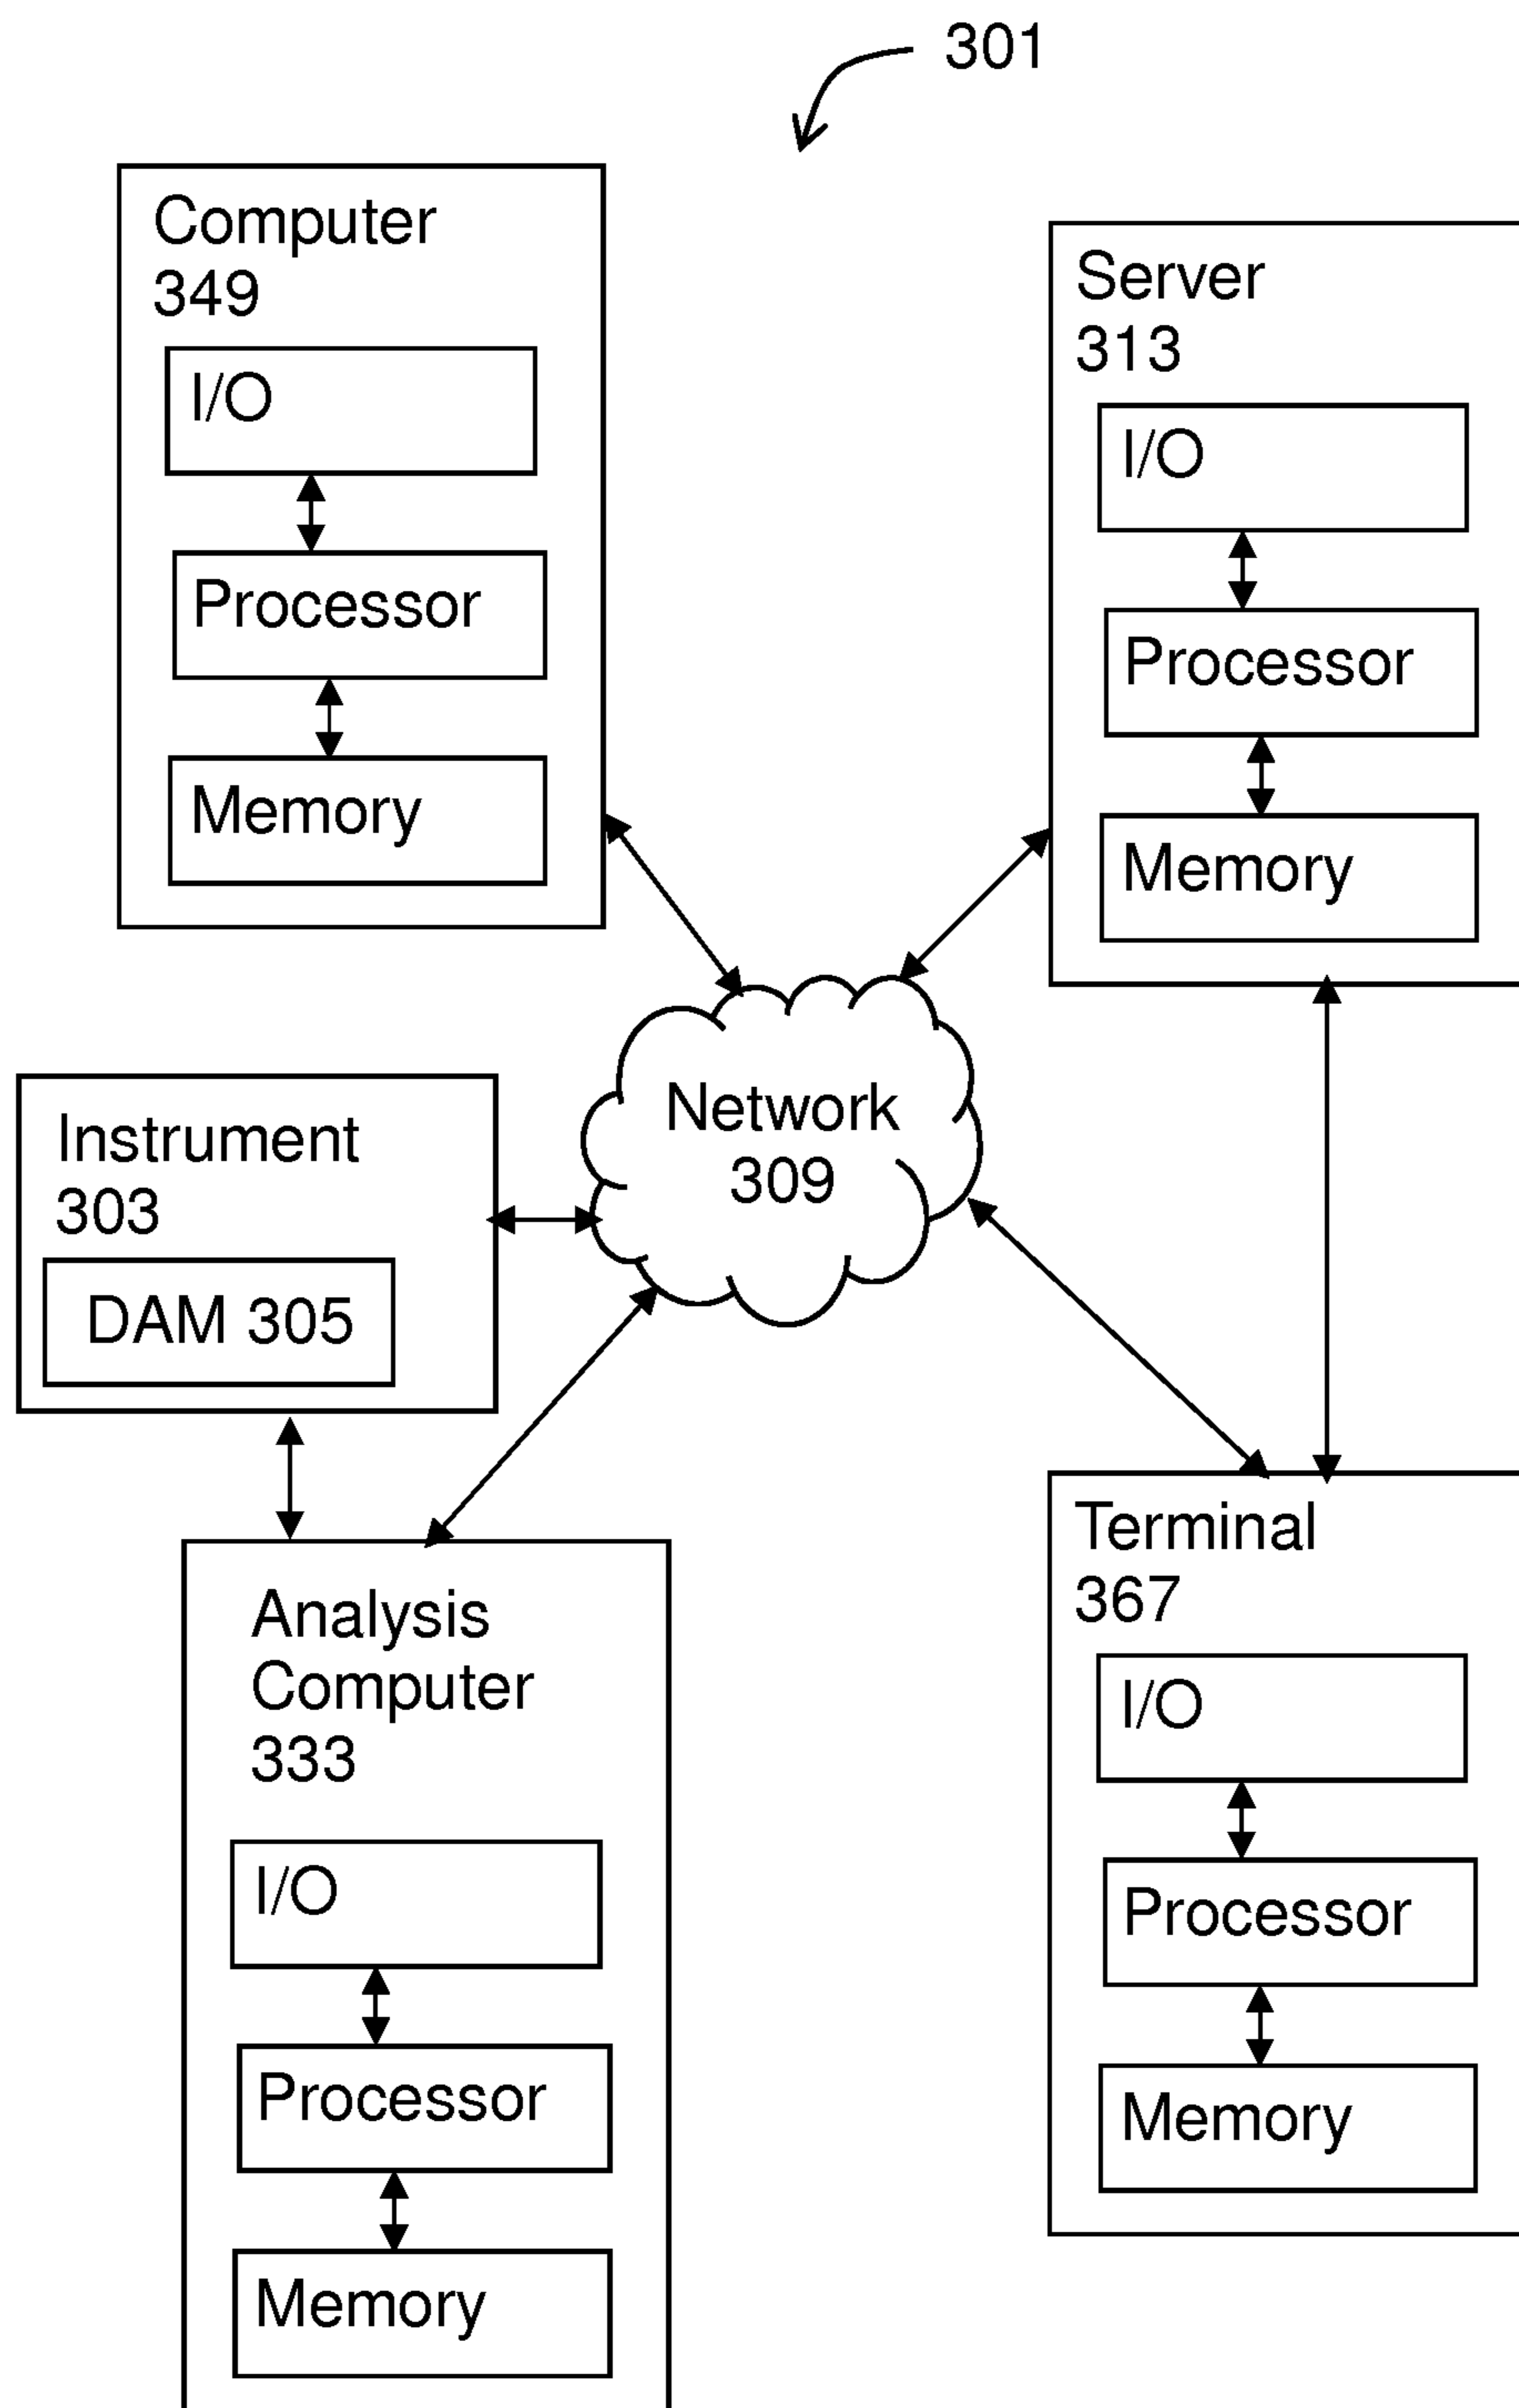 301
Computer
349
I/O
Processor
Memory
Server
313
I/O
Processor
Memory
Network
309
Instrument
303
DAM 305
Analysis
Computer
333
I/O
Processor
Memory
Terminal
367
I/O
Processor
Memory